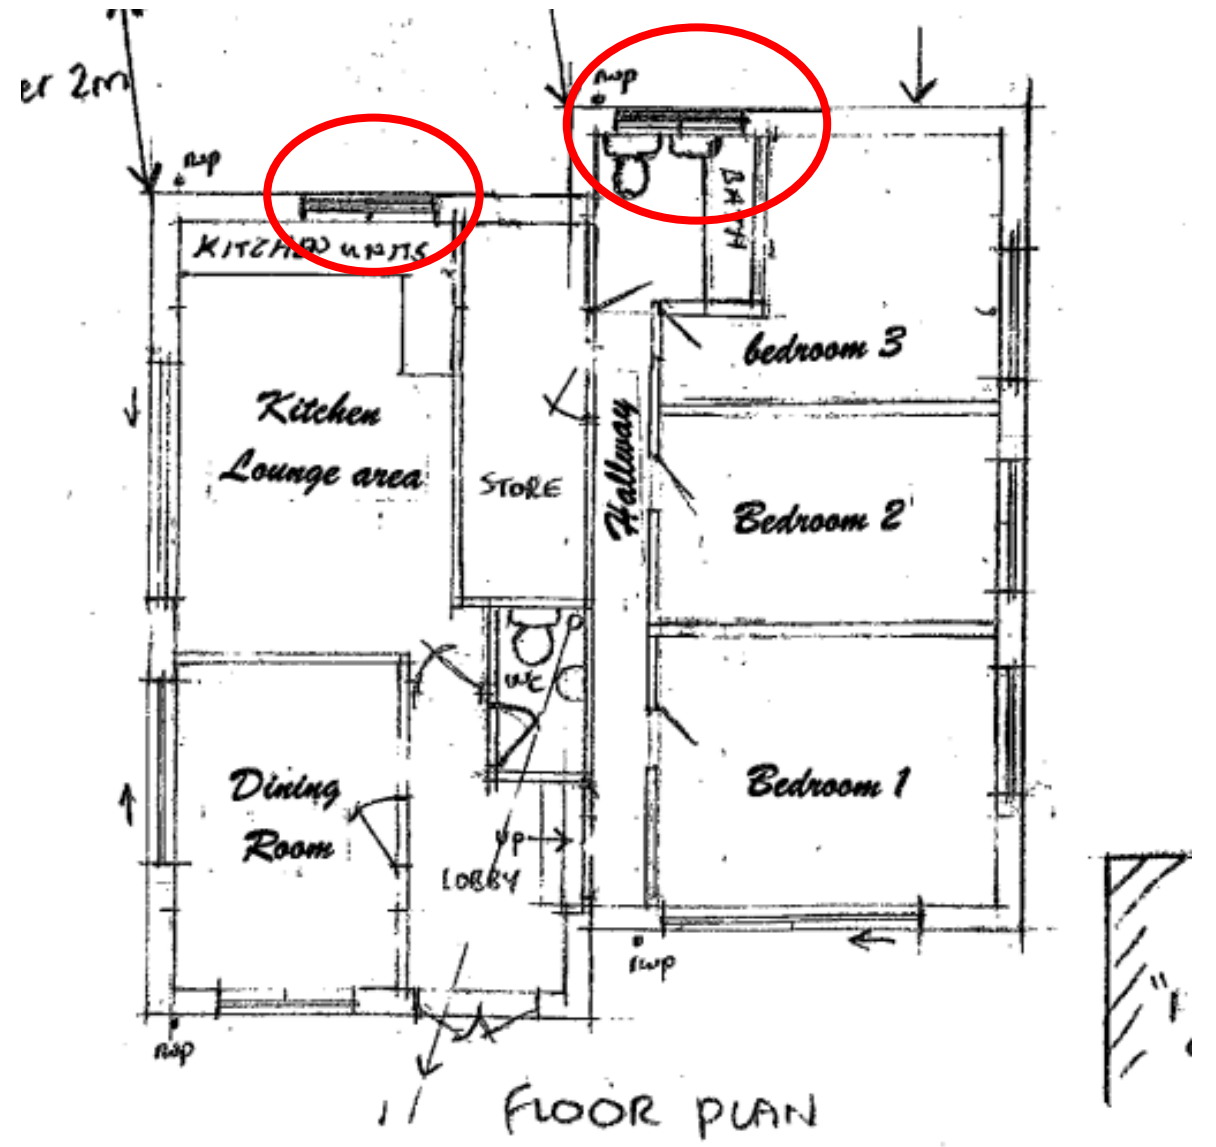 er 2m
rwp
rwp
KITCHEN UNITS
BATH
bedroom 3
Kitchen
Lounge area
Hallway
STORE
Bedroom 2
WC
Dining
Room
Bedroom 1
UP
LOBBY
rwp
rwp
FLOOR PLAN